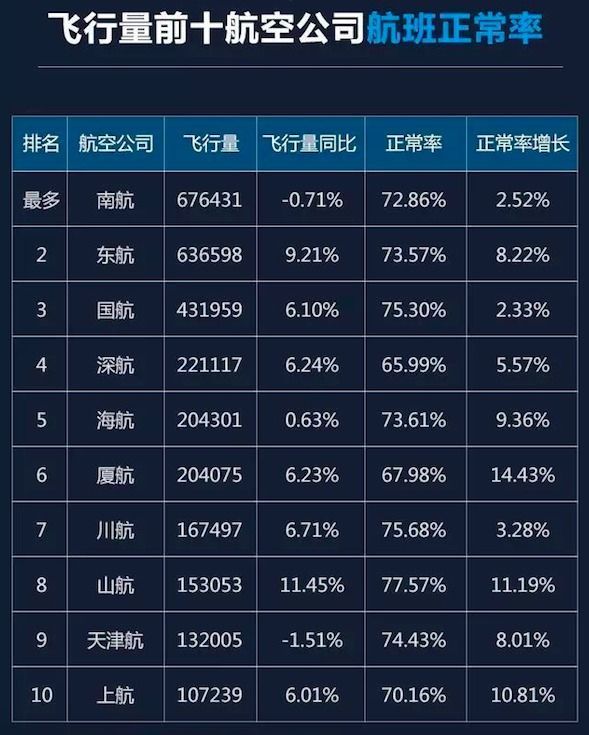 飞行量前十航空公司航班正常率
排名 航空公司 飞行量 飞行量同比 正常率 正常率增长
最多 南航 676431 -0.71% 72.86% 2.52%
2 东航 636598 9.21% 73.57% 8.22%
3 国航 431959 6.10% 75.30% 2.33%
4 深航 221117 6.24% 65.99% 5.57%
5 海航 204301 0.63% 73.61% 9.36%
6 厦航 204075 6.23% 67.98% 14.43%
7 川航 167497 6.71% 75.68% 3.28%
8 山航 153053 11.45% 77.57% 11.19%
9 天津航 132005 -1.51% 74.43% 8.01%
10 上航 107239 6.01% 70.16% 10.81%